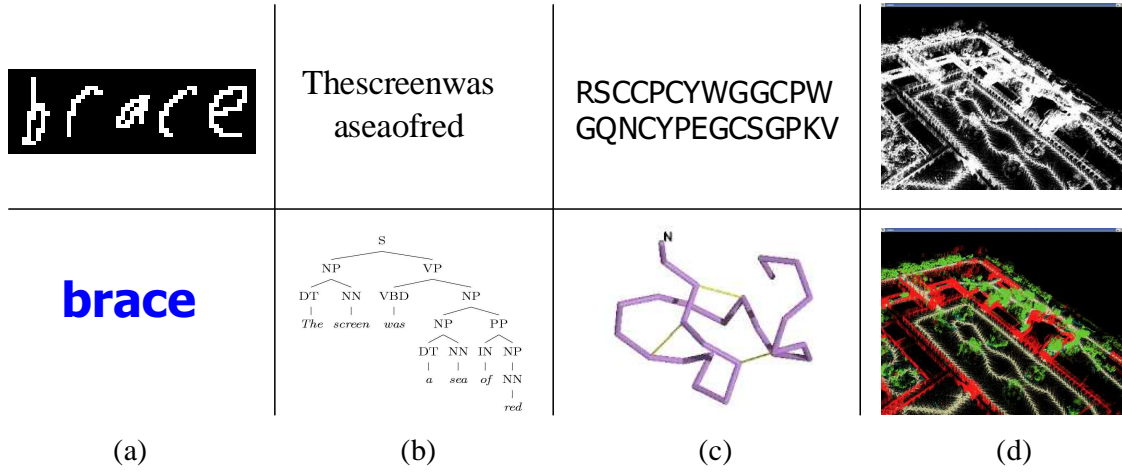 brace
Thescreenwas
aseaofred
RSCCPCYWGGCPW
GQNCYPEGCSGPKV
brace
S
NP VP
DT NN VBD NP
The screen was NP PP
DT NN IN NP
a sea of NN
red
N
(a) (b) (c) (d)